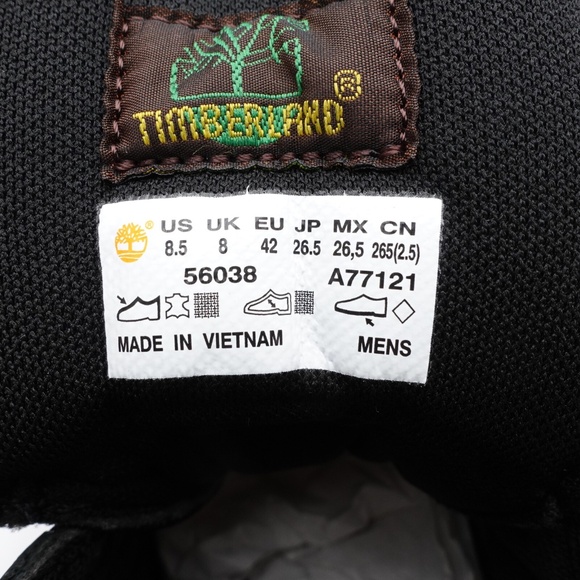 TIMBERLAND®
® US UK EU JP MX CN
8.5 8 42 26.5 26,5 265(2.5)
56038 A77121
MADE IN VIETNAM MENS